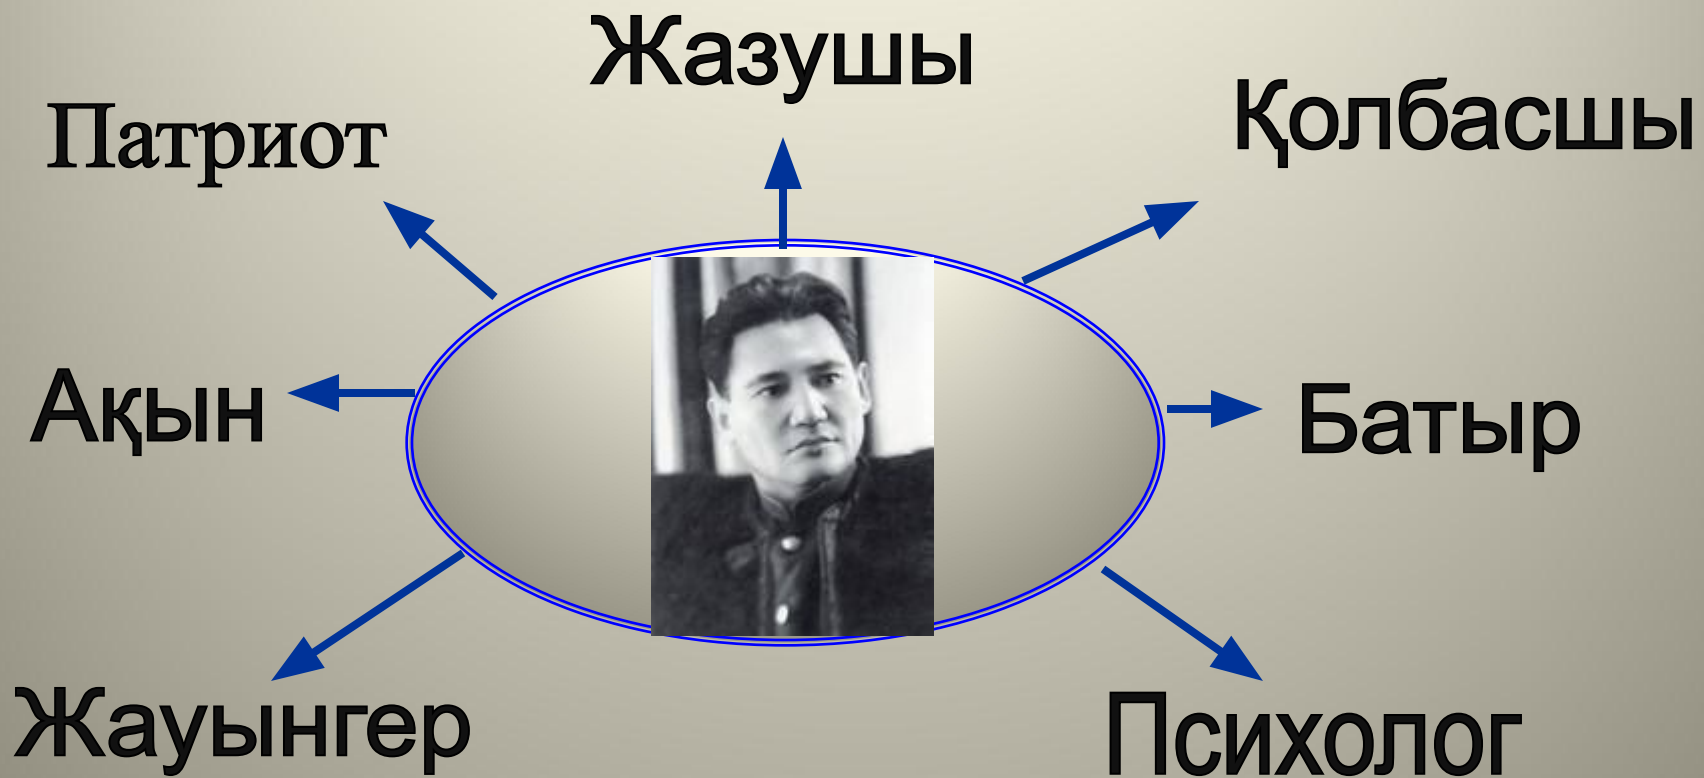 Жазушы
Патриот
Қолбасшы
Ақын
Батыр
Жауынгер
Психолог